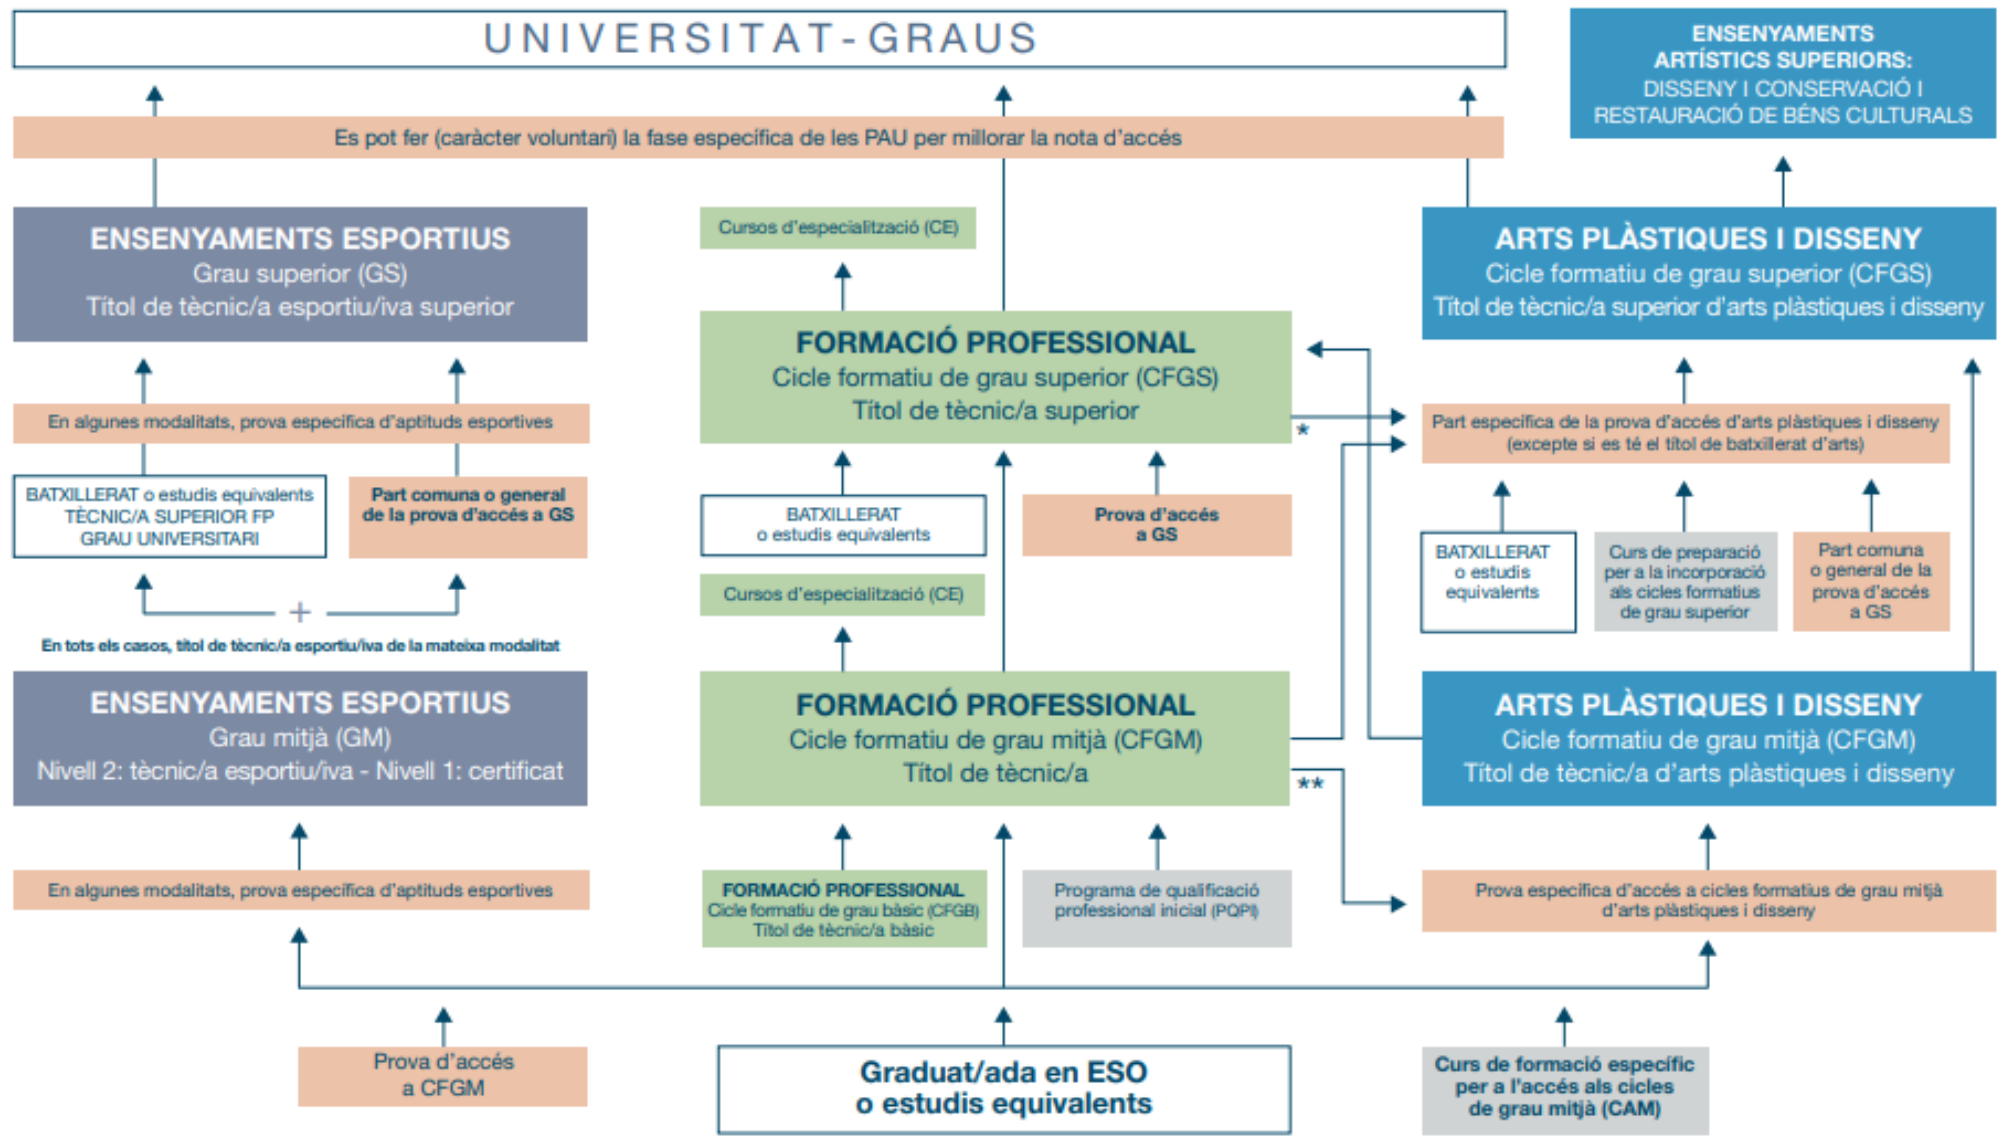 UNIVERSITAT-GRAUS
ENSENYAMENTS
ARTÍSTICS SUPERIORS:
DISSENY I CONSERVACIÓ I
RESTAURACIÓ DE BÉNS CULTURALS
Es pot fer (caràcter voluntari) la fase específica de les PAU per millorar la nota d'accés
ENSENYAMENTS ESPORTIUS
Grau superior (GS)
Títol de tècnic/a esportiu/iva superior
Cursos d'especialització (CE)
ARTS PLÀSTIQUES I DISSENY
Cicle formatiu de grau superior (CFGS)
Títol de tècnic/a superior d'arts plàstiques i disseny
FORMACIÓ PROFESSIONAL
Cicle formatiu de grau superior (CFGS)
Títol de tècnic/a superior
*
En algunes modalitats, prova específica d'aptituds esportives
Part específica de la prova d'accés d'arts plàstiques i disseny
(excepte si es té el títol de batxillerat d'arts)
BATXILLERAT o estudis equivalents
TÈCNIC/A SUPERIOR FP
GRAU UNIVERSITARI
Part comuna o general
de la prova d'accés a GS
BATXILLERAT
o estudis equivalents
Prova d'accés
a GS
BATXILLERAT
o estudis
equivalents
Curs de preparació
per a la incorporació
als cicles formatius
de grau superior
Part comuna
o general de la
prova d'accés
a GS
+
En tots els casos, títol de tècnic/a esportiu/iva de la mateixa modalitat
Cursos d'especialització (CE)
ENSENYAMENTS ESPORTIUS
Grau mitjà (GM)
Nivell 2: tècnic/a esportiu/iva - Nivell 1: certificat
FORMACIÓ PROFESSIONAL
Cicle formatiu de grau mitjà (CFGM)
Títol de tècnic/a
**
ARTS PLÀSTIQUES I DISSENY
Cicle formatiu de grau mitjà (CFGM)
Títol de tècnic/a d'arts plàstiques i disseny
En algunes modalitats, prova específica d'aptituds esportives
FORMACIÓ PROFESSIONAL
Cicle formatiu de grau bàsic (CFGB)
Títol de tècnic/a bàsic
Programa de qualificació
professional inicial (PQPI)
Prova específica d'accés a cicles formatius de grau mitjà
d'arts plàstiques i disseny
Prova d'accés
a CFGM
Graduat/ada en ESO
o estudis equivalents
Curs de formació específic
per a l'accés als cicles
de grau mitjà (CAM)